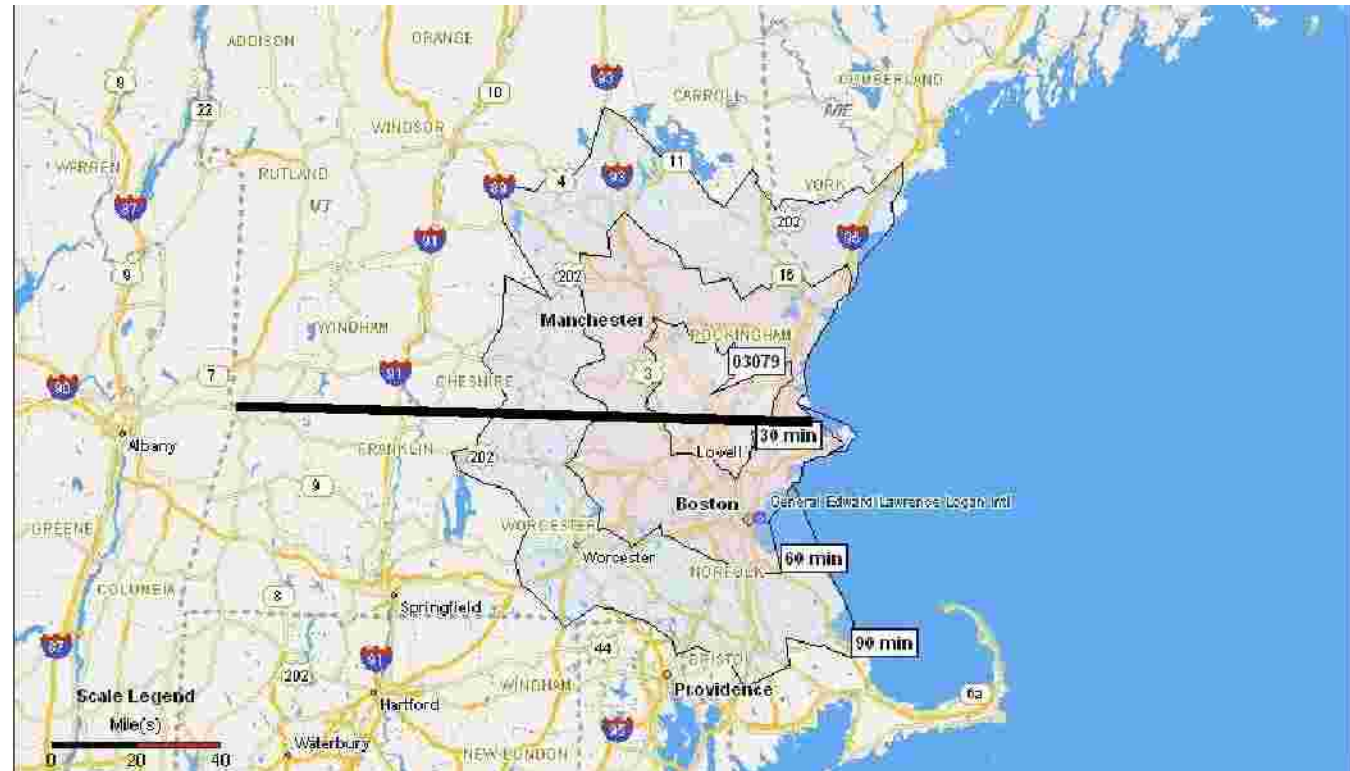 ADDISON
ORANGE
93
CUMBERLAND
8
10
CARROLL
ME
22
WINDSOR
WARREN
11
RUTLAND
4
93
YORK
89
VT
87
202
91
95
9
202
16
WINDHAM
Manchester
ROCKINGHAM
03079
7
91
3
90
CHESHIRE
Albany
30 min
FRANKLIN
202
Lowell
9
Boston
General Edward Lawrence Logan Intl
GREENE
WORCESTER
Worcester
60 min
NORFOLK
COLUMBIA
8
Springfield
87
44
90 min
91
BRISTOL
202
WINDHAM
Providence
6a
Scale Legend
Mile(s)
Hartford
Waterbury
NEW LONDON
0 20 40